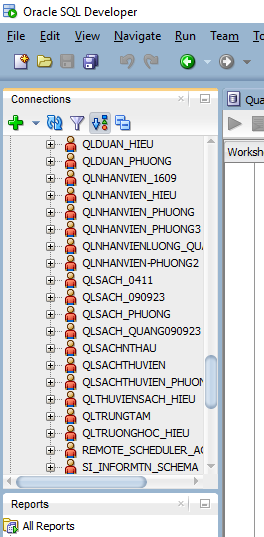 Oracle SQL Developer
File Edit View Navigate Run Team To
Connections
Qua
Worksh
QLDUAN_HIEU
QLDUAN_PHUONG
QLNHANVIEN_1609
QLNHANVIEN_HIEU
QLNHANVIEN_PHUONG
QLNHANVIEN_PHUONG3
QLNHANVIENLUONG_QUA
QLNHANVIEN-PHUONG2
QLSACH_0411
QLSACH_090923
QLSACH_PHUONG
QLSACH_QUANG090923
QLSACHNTHAU
QLSACHTHUVIEN
QLSACHTHUVIEN_PHUON
QLTHUVIENSACH_HIEU
QLTRUNGTAM
QLTRUONGHOC_HIEU
REMOTE_SCHEDULER_AG
SI_INFORMTN_SCHEMA
Reports
All Reports